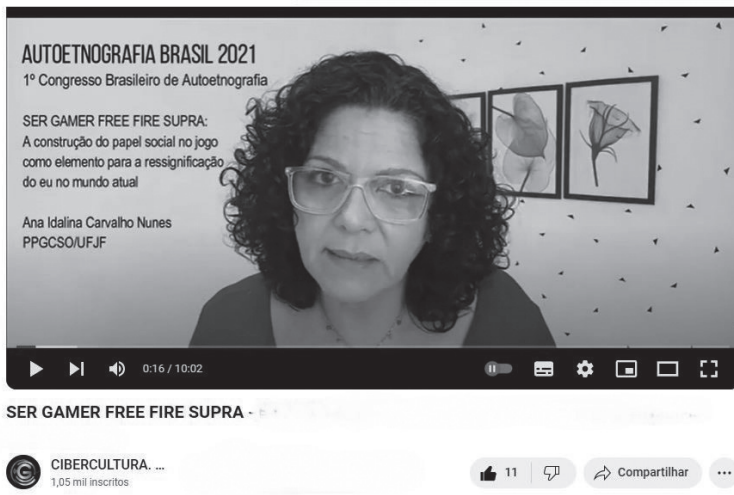 AUTOETNOGRAFIA BRASIL 2021
1º Congresso Brasileiro de Autoetnografia
SER GAMER FREE FIRE SUPRA:
A construção do papel social no jogo
como elemento para a ressignificação
do eu no mundo atual
Ana Idalina Carvalho Nunes
PPGCSO/UFJF
0:16 / 10:02
SER GAMER FREE FIRE SUPRA -
CIBERCULTURA. ...
1,05 mil inscritos
11
Compartilhar
...